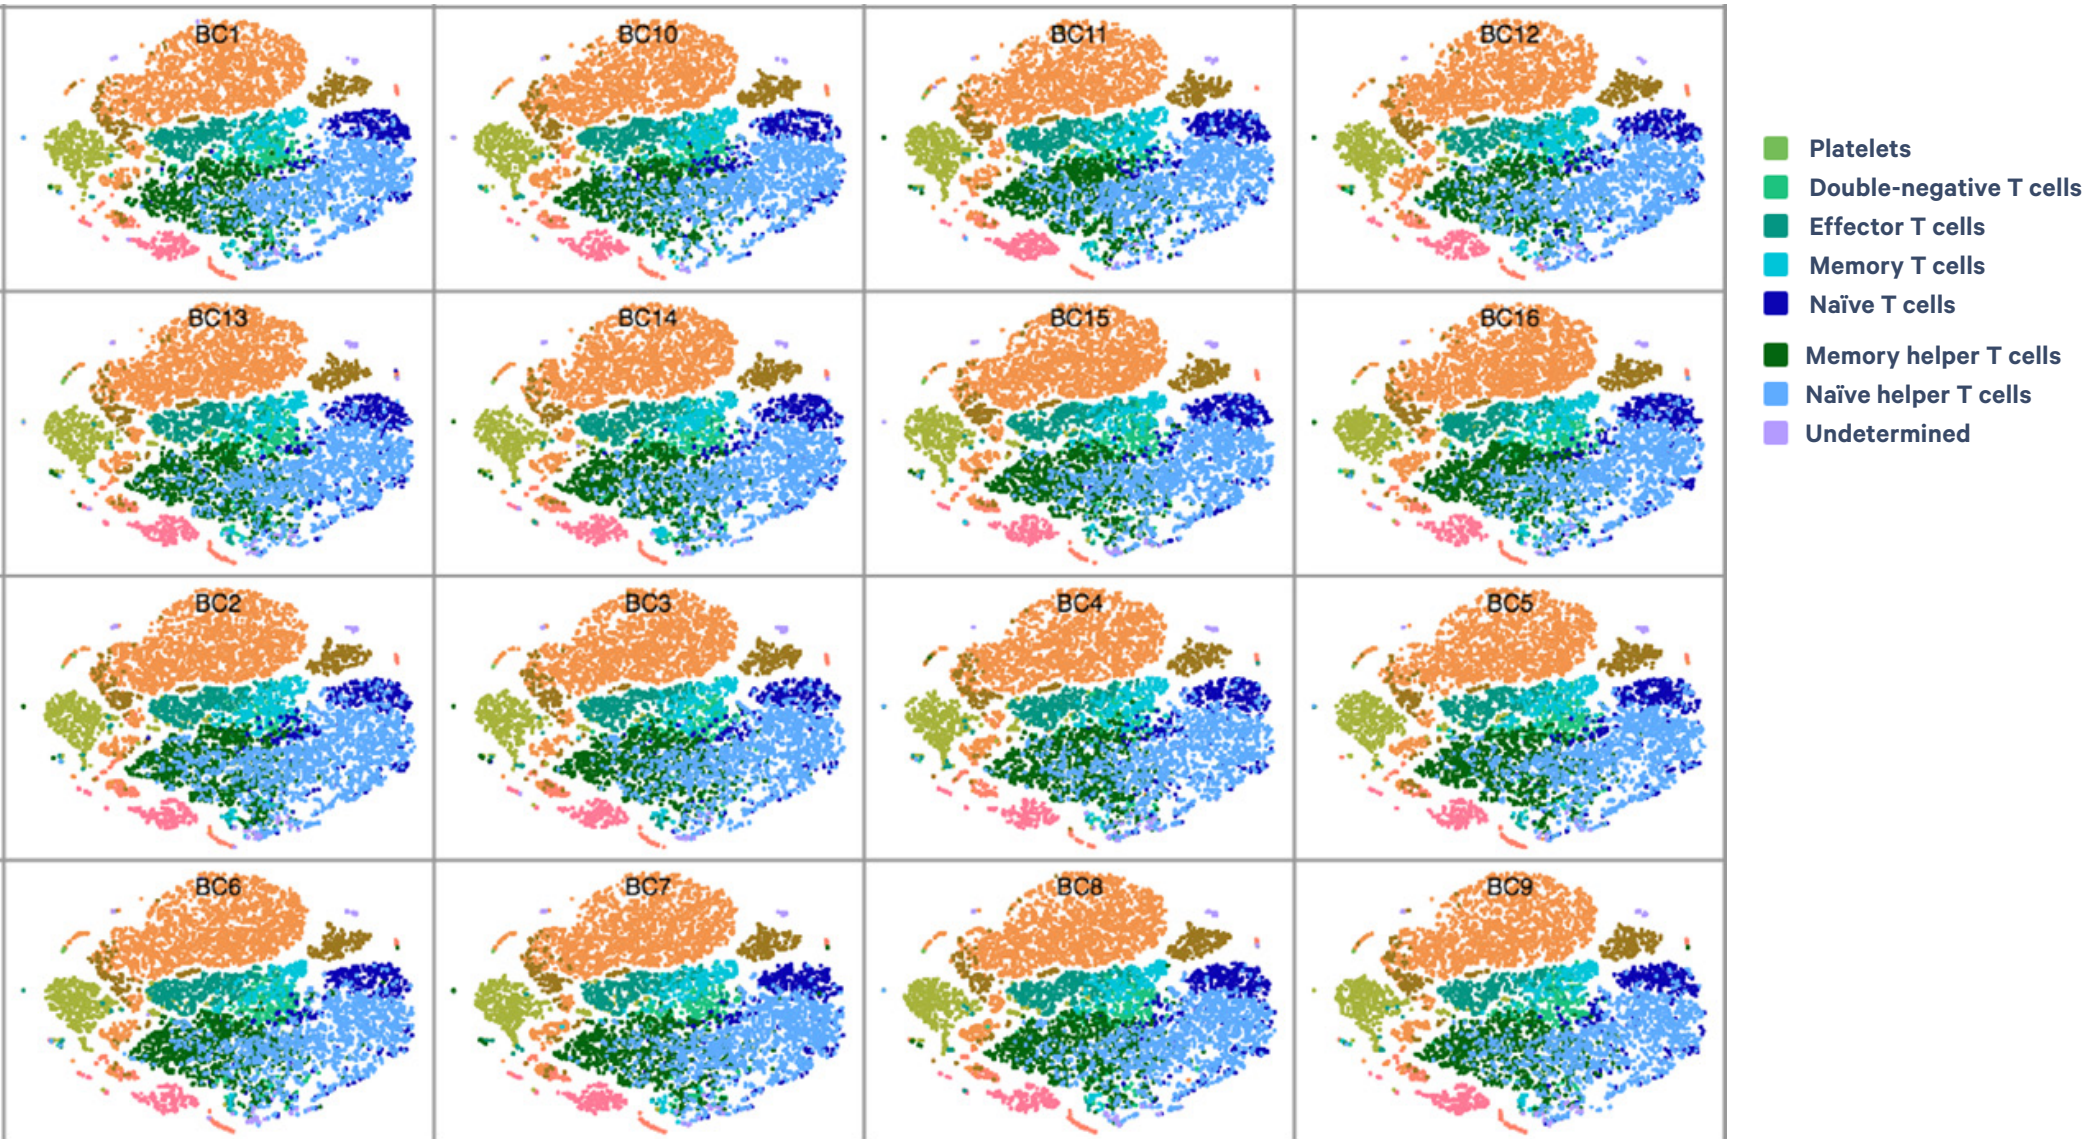 BC1
BC10
BC11
BC12
BC13
BC14
BC15
BC16
BC2
BC3
BC4
BC5
BC6
BC7
BC8
BC9
Platelets
Double-negative T cells
Effector T cells
Memory T cells
Naïve T cells
Memory helper T cells
Naïve helper T cells
Undetermined